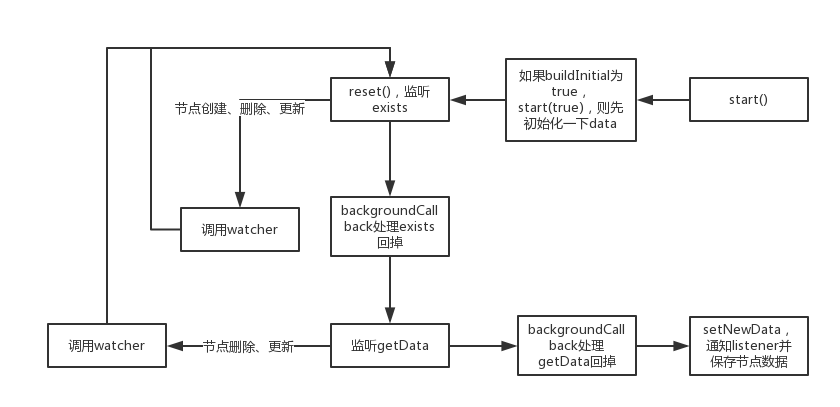 如果buildInitial为
true，
start(true)，则先
初始化一下data
start()
reset()，监听
exists
节点创建、删除、更新
调用watcher
backgroundCall
back处理exists
回掉
调用watcher
节点删除、更新
监听getData
backgroundCall
back处理
getData回掉
setNewData，
通知listener并
保存节点数据